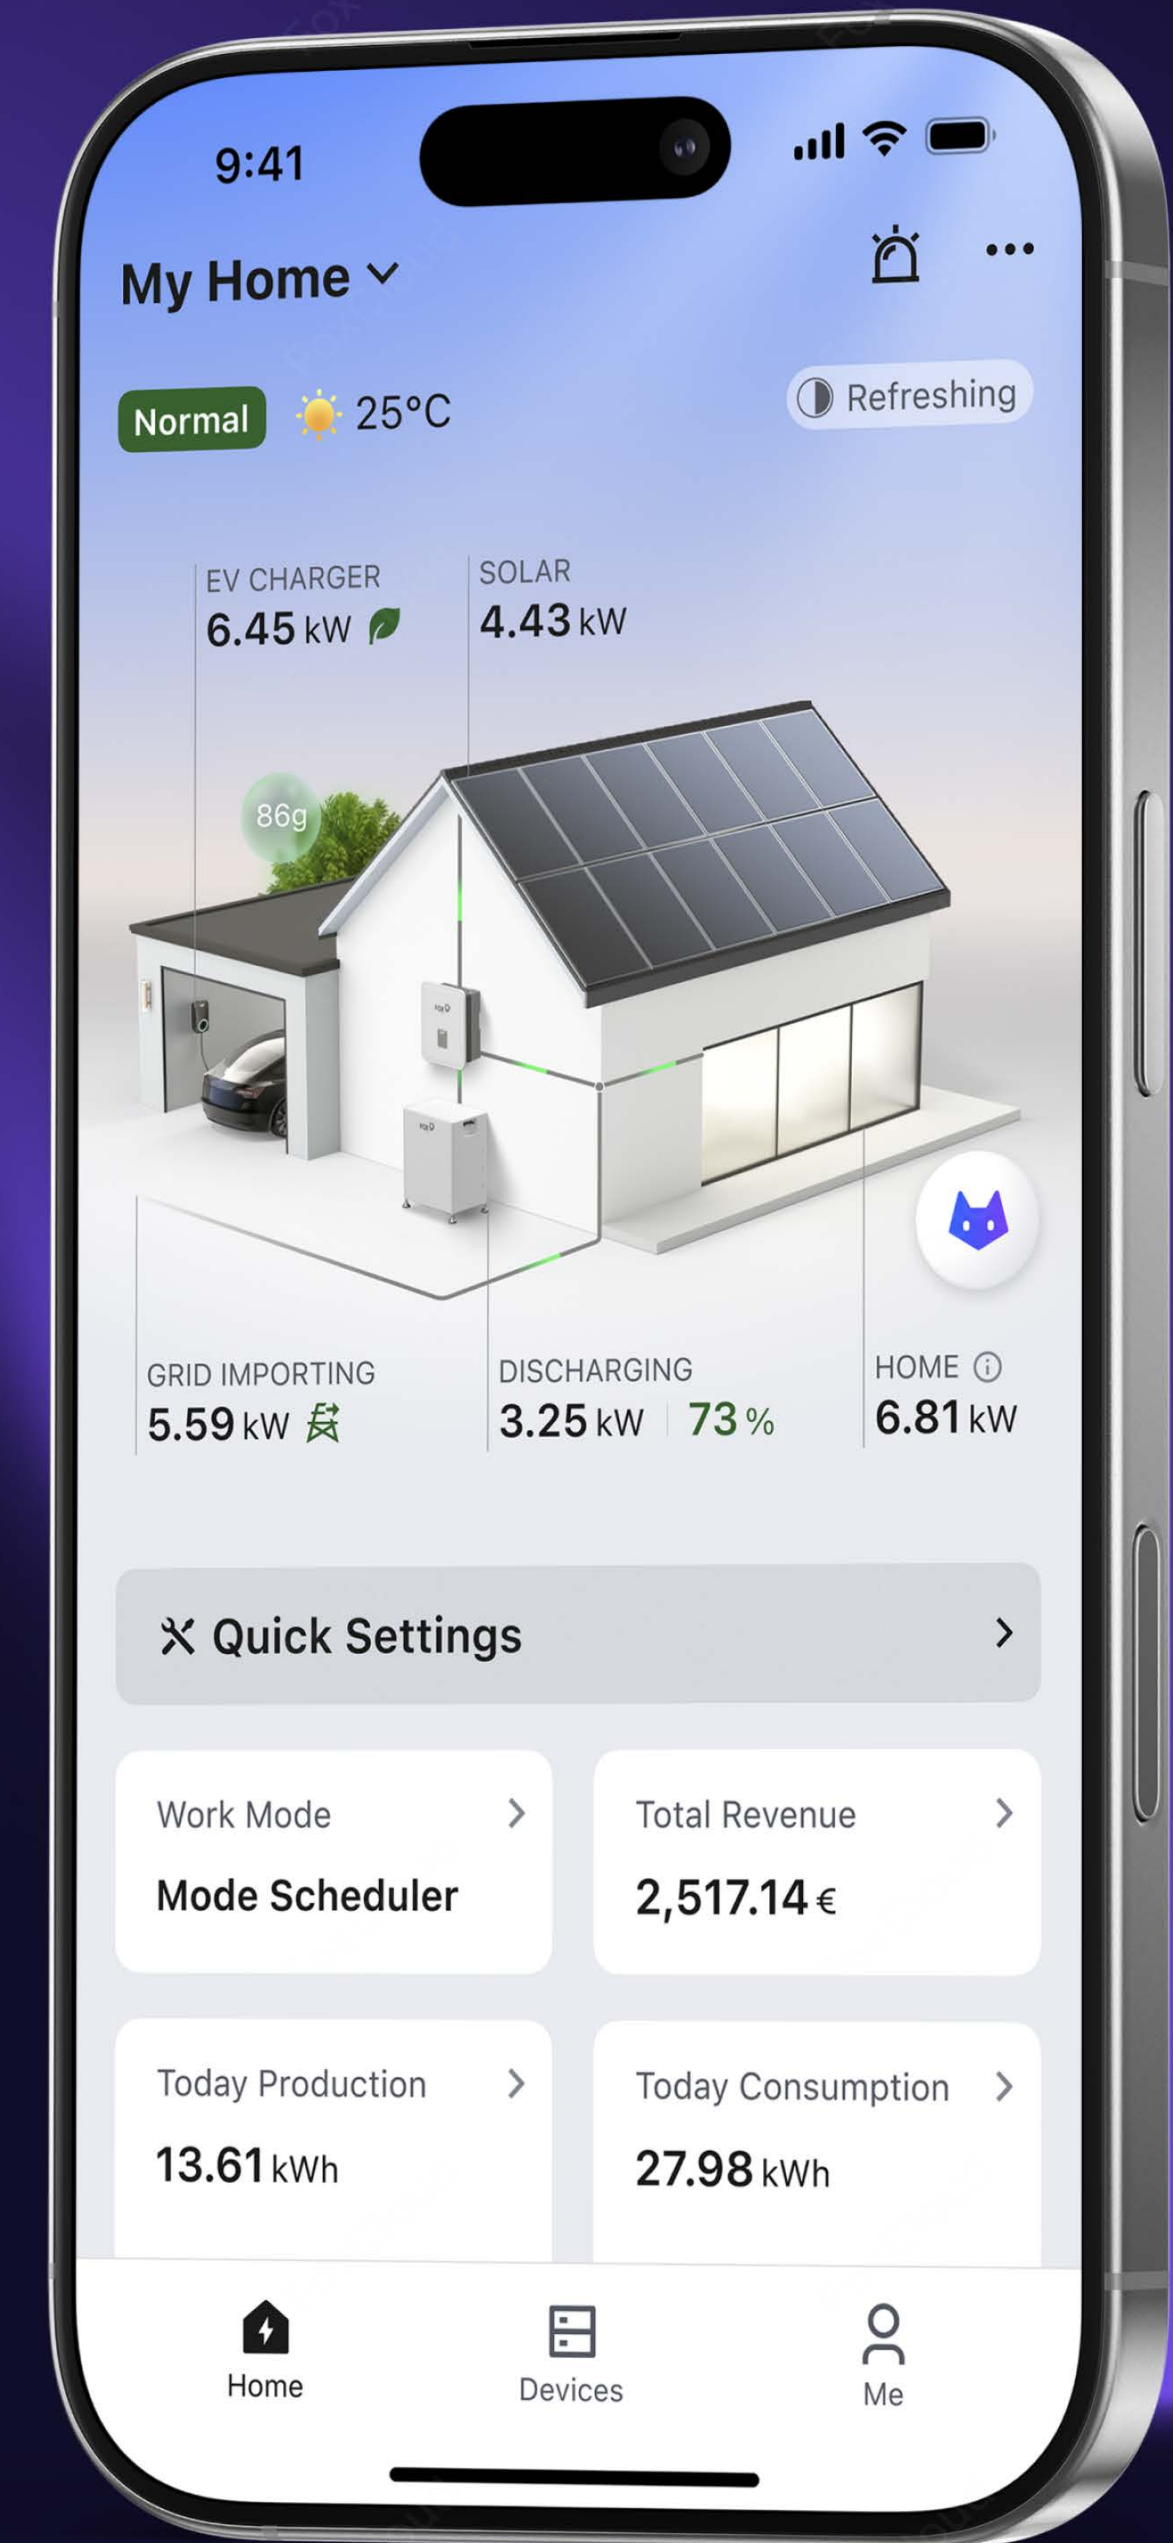 9:41
My Home
Normal 25°C Refreshing
EV CHARGER
6.45 kW
SOLAR
4.43 kW
86g
GRID IMPORTING
5.59 kW
DISCHARGING
3.25 kW 73 %
HOME
6.81 kW
Quick Settings
Work Mode
Mode Scheduler
Total Revenue
2,517.14 €
Today Production
13.61 kWh
Today Consumption
27.98 kWh
Home
Devices
Me